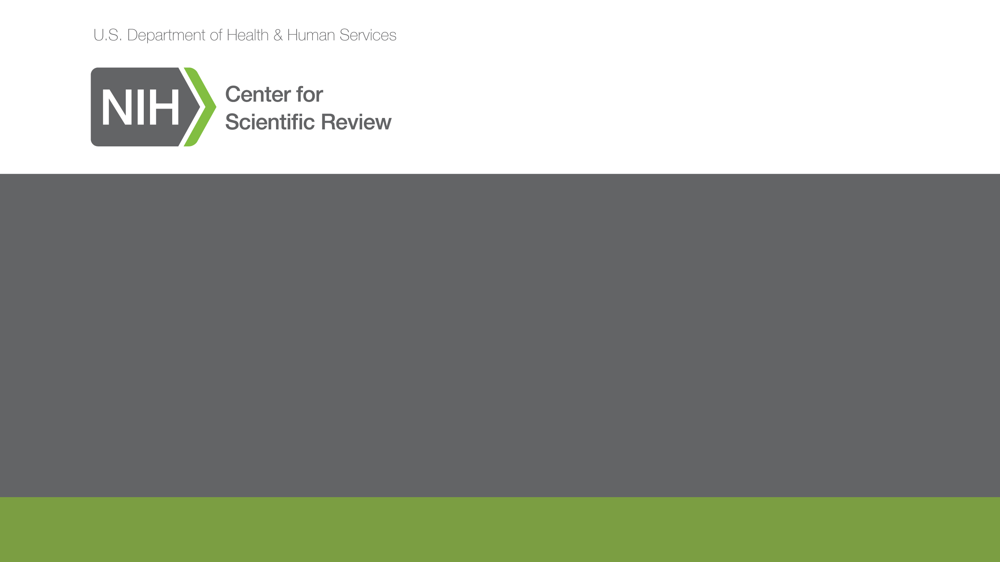 U.S. Department of Health & Human Services
NIH
Center for
Scientific Review